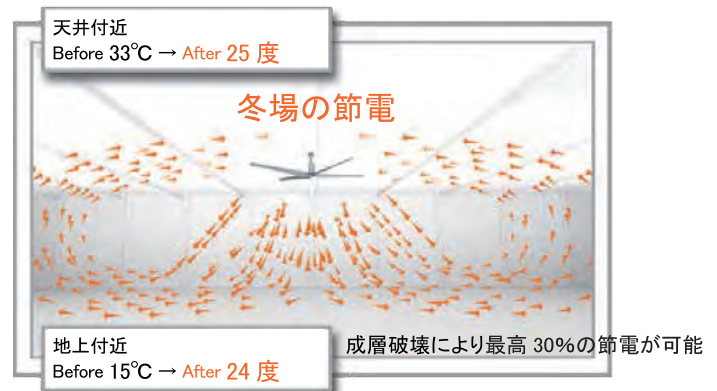 天井付近
Before 33℃ → After 25 度
冬場の節電
地上付近
Before 15℃ → After 24 度
成層破壊により最高 30%の節電が可能